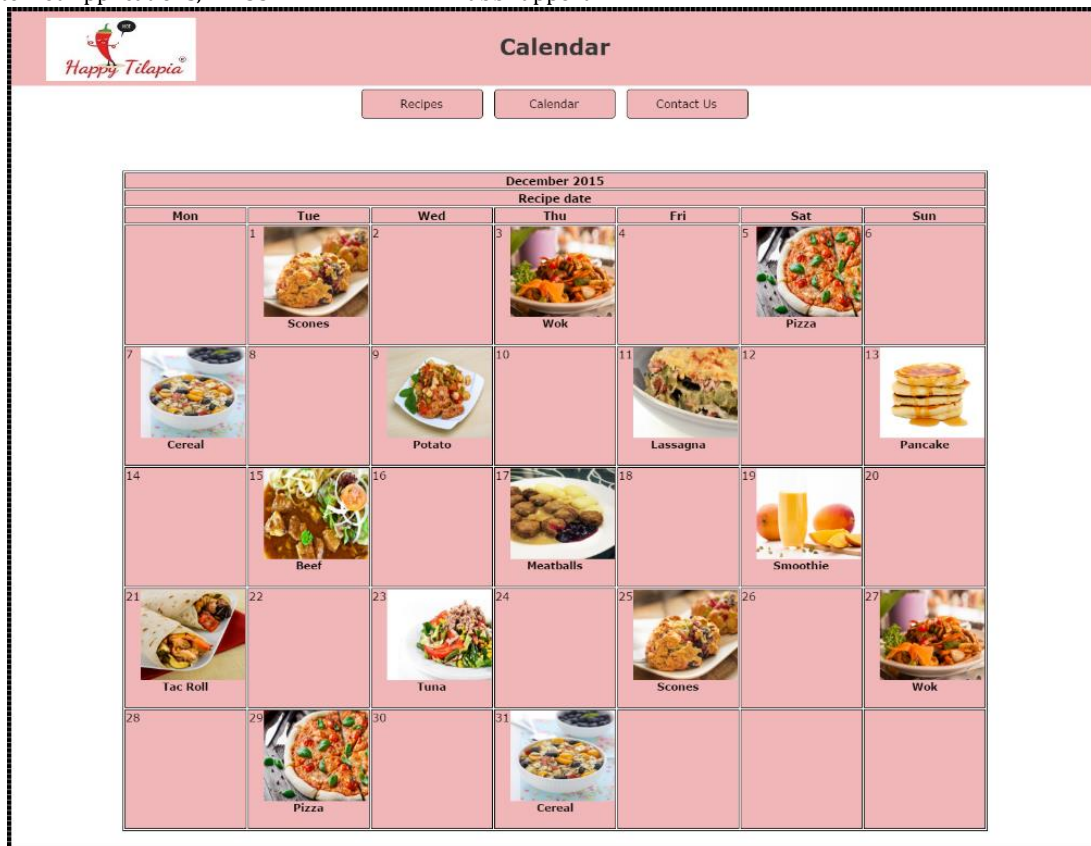 HOT
Happy Tilapia®
Calendar
Recipes Calendar Contact Us
December 2015
Recipe date
Mon Tue Wed Thu Fri Sat Sun
1 2 3 4 5 6
Scones Wok Pizza
7 8 9 10 11 12 13
Cereal Potato Lassagna Pancake
14 15 16 17 18 19 20
Beef Meatballs Smoothie
21 22 23 24 25 26 27
Tac Roll Tuna Scones Wok
28 29 30 31
Pizza Cereal